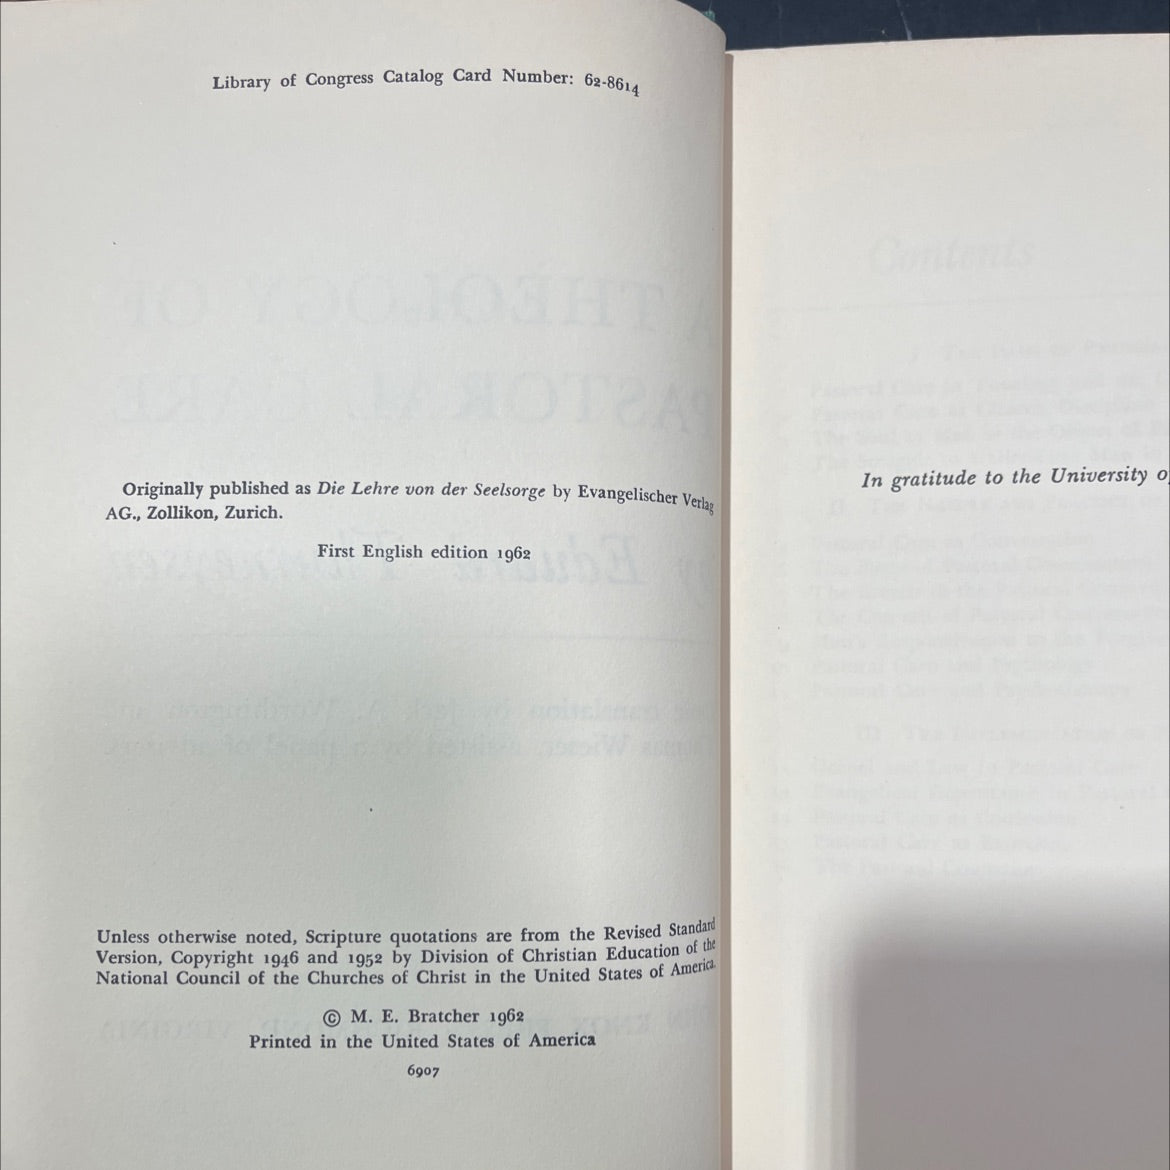 Library of Congress Catalog Card Number: 62-8614
Originally published as Die Lehre von der Seelsorge by Evangelischer Verlag
AG., Zollikon, Zurich.
First English edition 1962
Unless otherwise noted, Scripture quotations are from the Revised Standard
Version, Copyright 1946 and 1952 by Division of Christian Education of the
National Council of the Churches of Christ in the United States of America.
© M. E. Bratcher 1962
Printed in the United States of America
6907
Contents
In gratitude to the University